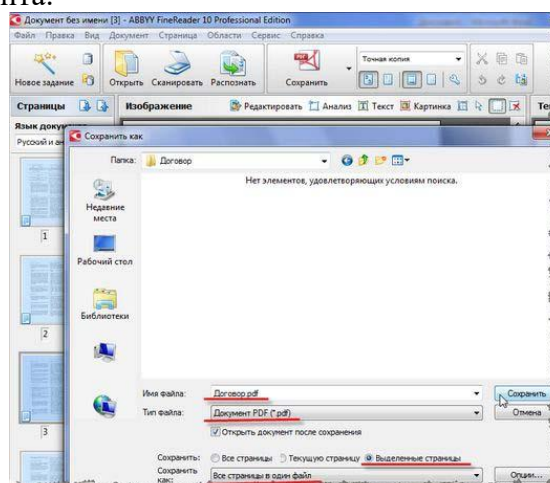 нта.
Документ без имени [3] - ABBYY FineReader 10 Professional Edition
Файл Правка Вид Документ Страница Области Сервис Справка
Точная копия
Новое задание Открыть Сканировать Распознать Сохранить
Страницы Изображение Редактировать Анализ Текст Картинка Те
Язык доку
Русский и ан
Сохранить как
Папка: Договор
Нет элементов, удовлетворяющих условиям поиска.
Недавние
места
1
Рабочий стол
Библиотеки
2
Имя файла: Договор.pdf Сохранить
Тип файла: Документ PDF (*.pdf) Отмена
3
Открыть документ после сохранения
Сохранить: Все страницы Текущую страницу Выделенные страницы
Сохранить
как: Все страницы в один файл Опции...